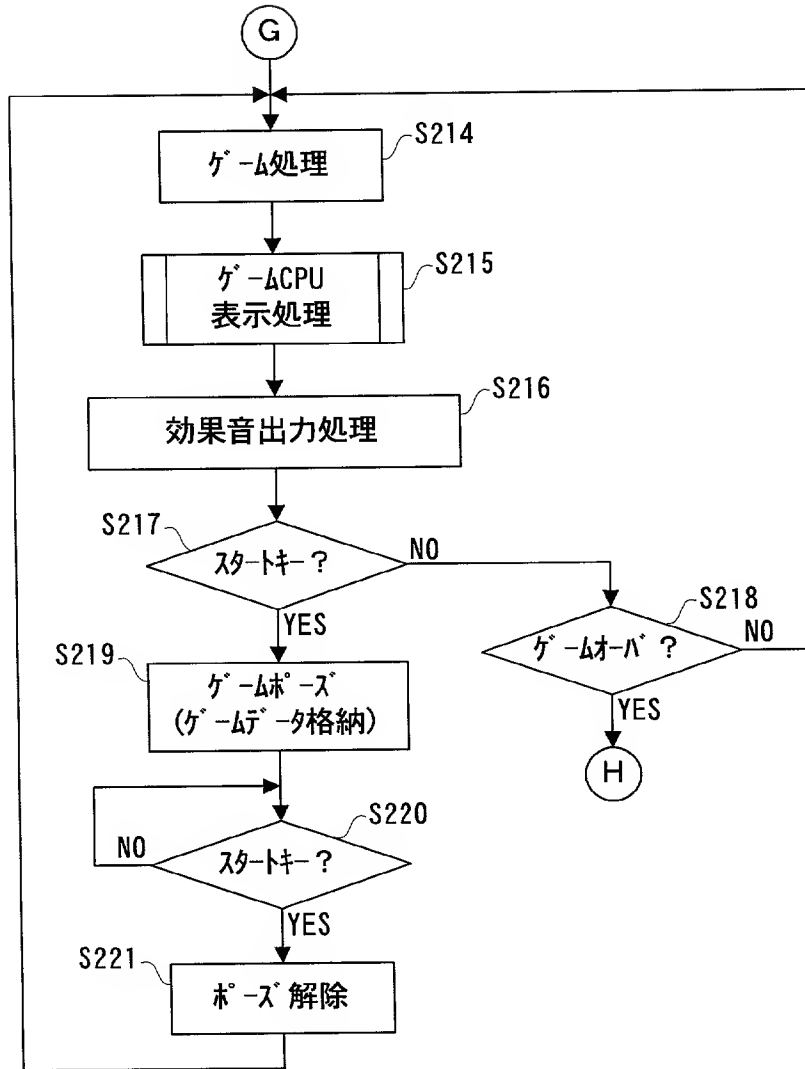 G
S214
ｹﾞｰﾑ処理
S215
ｹﾞｰﾑCPU
表示処理
S216
効果音出力処理
S217
ｽﾀｰﾄｷｰ?
NO
YES
S218
ｹﾞｰﾑｵｰﾊﾞ?
NO
YES
H
S219
ｹﾞｰﾑﾎﾟｰｽﾞ
(ｹﾞｰﾑﾃﾞｰﾀ格納)
S220
ｽﾀｰﾄｷｰ?
NO
YES
S221
ﾎﾟｰｽﾞ解除